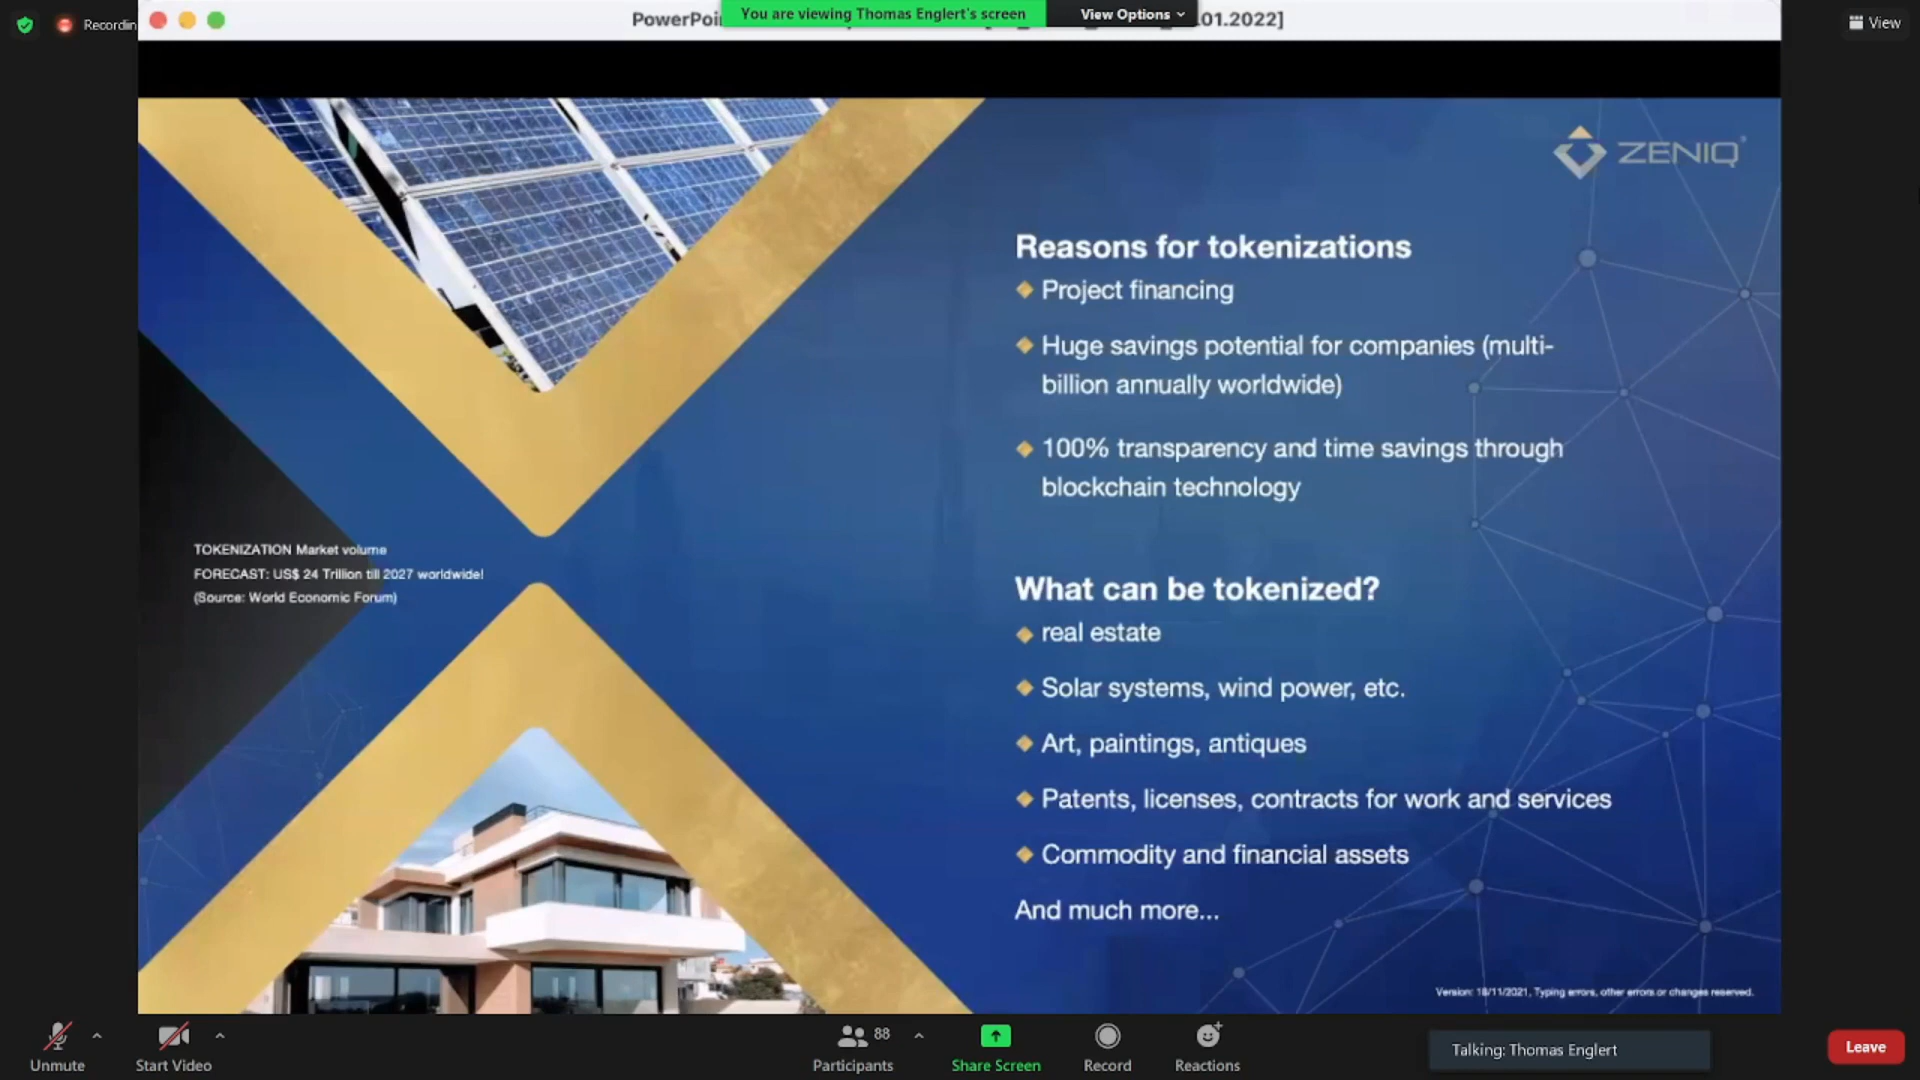 Recordin
PowerPoi
You are viewing Thomas Englert's screen
View Options
.01.2022]
View
ZENIQ
Reasons for tokenizations
Project financing
Huge savings potential for companies (multi-
billion annually worldwide)
100% transparency and time savings through
blockchain technology
TOKENIZATION Market volume
FORECAST: US$ 24 Trillion till 2027 worldwide!
(Source: World Economic Forum)
What can be tokenized?
real estate
Solar systems, wind power, etc.
Art, paintings, antiques
Patents, licenses, contracts for work and services
Commodity and financial assets
And much more...
Version: 18/11/2021, Typing errors, other errors or changes reserved.
Unmute
Start Video
88
Participants
Share Screen
Record
Reactions
Talking: Thomas Englert
Leave